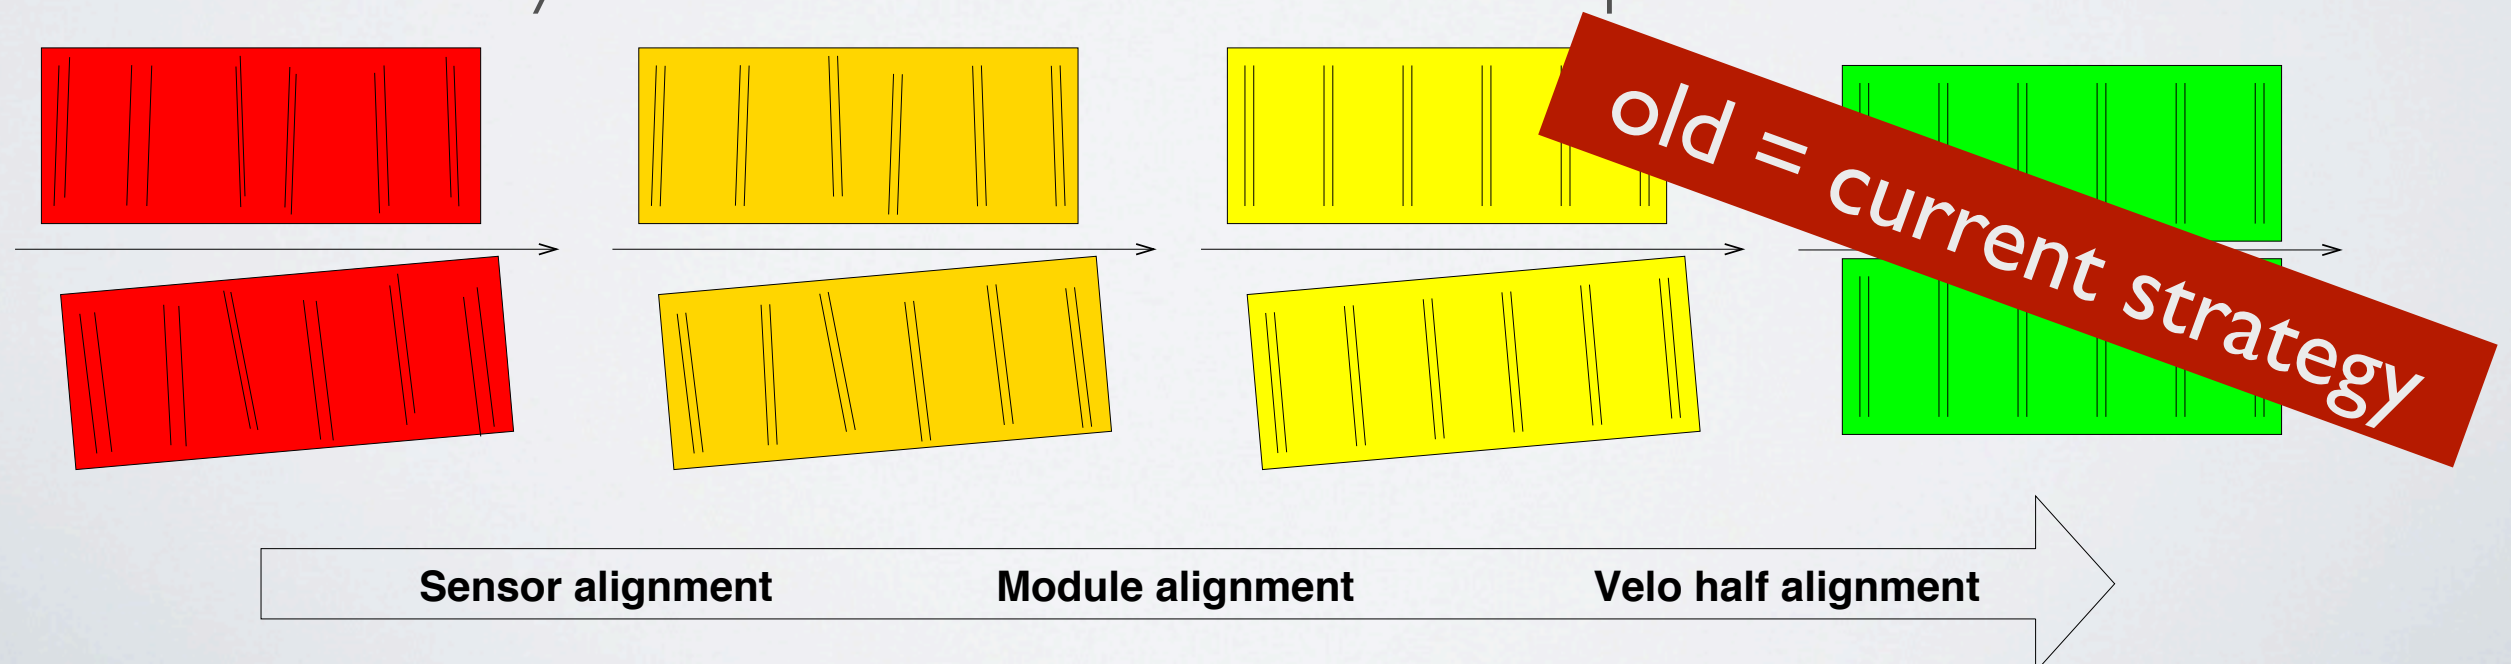 old = current strategy
Sensor alignment Module alignment Velo half alignment